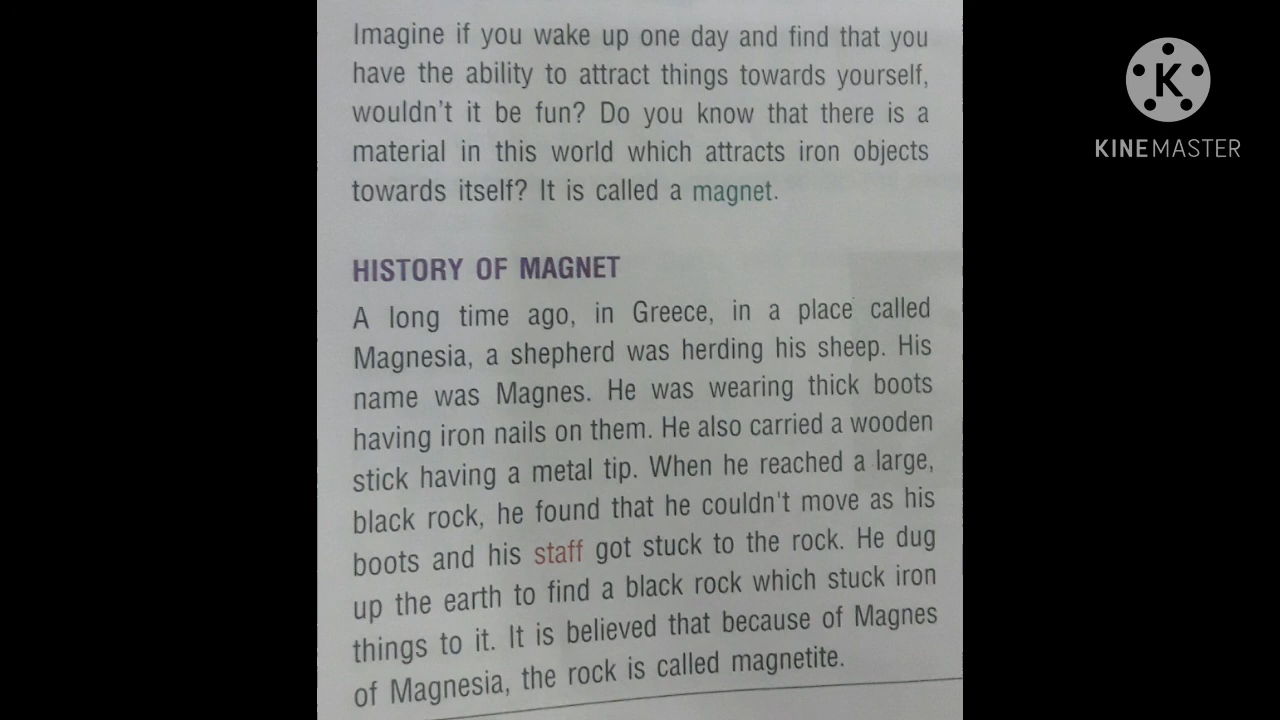 Imagine if you wake up one day and find that you
have the ability to attract things towards yourself,
wouldn't it be fun? Do you know that there is a
material in this world which attracts iron objects
towards itself? It is called a magnet.
HISTORY OF MAGNET
A long time ago, in Greece, in a place called
Magnesia, a shepherd was herding his sheep. His
name was Magnes. He was wearing thick boots
having iron nails on them. He also carried a wooden
stick having a metal tip. When he reached a large,
black rock, he found that he couldn't move as his
boots and his staff got stuck to the rock. He dug
up the earth to find a black rock which stuck iron
things to it. It is believed that because of Magnes
of Magnesia, the rock is called magnetite.
K
KINEMASTER